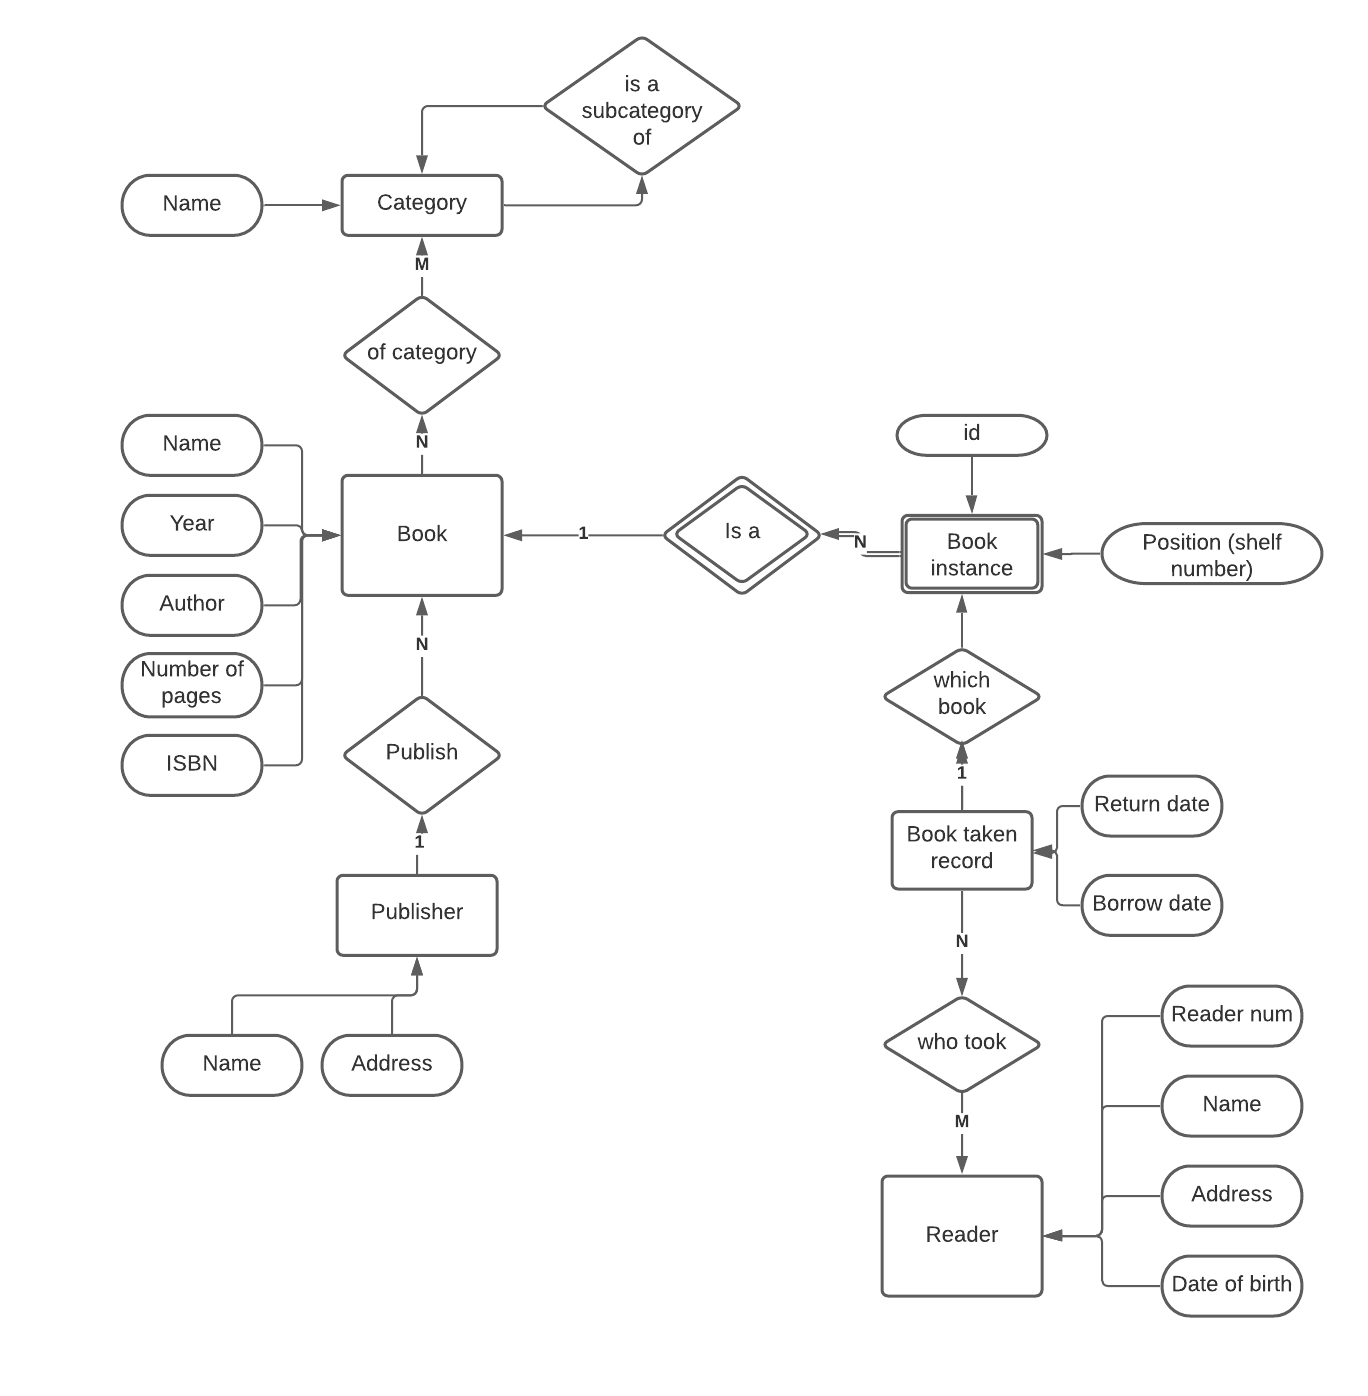 is a
subcategory
of
Name
Category
M
of category
N
Name
Year
Author
Number of
pages
ISBN
Book
1
Is a
N
id
Book
instance
Position (shelf
number)
N
Publish
1
Publisher
Name
Address
which
book
1
Book taken
record
Return date
Borrow date
N
who took
M
Reader
Reader num
Name
Address
Date of birth